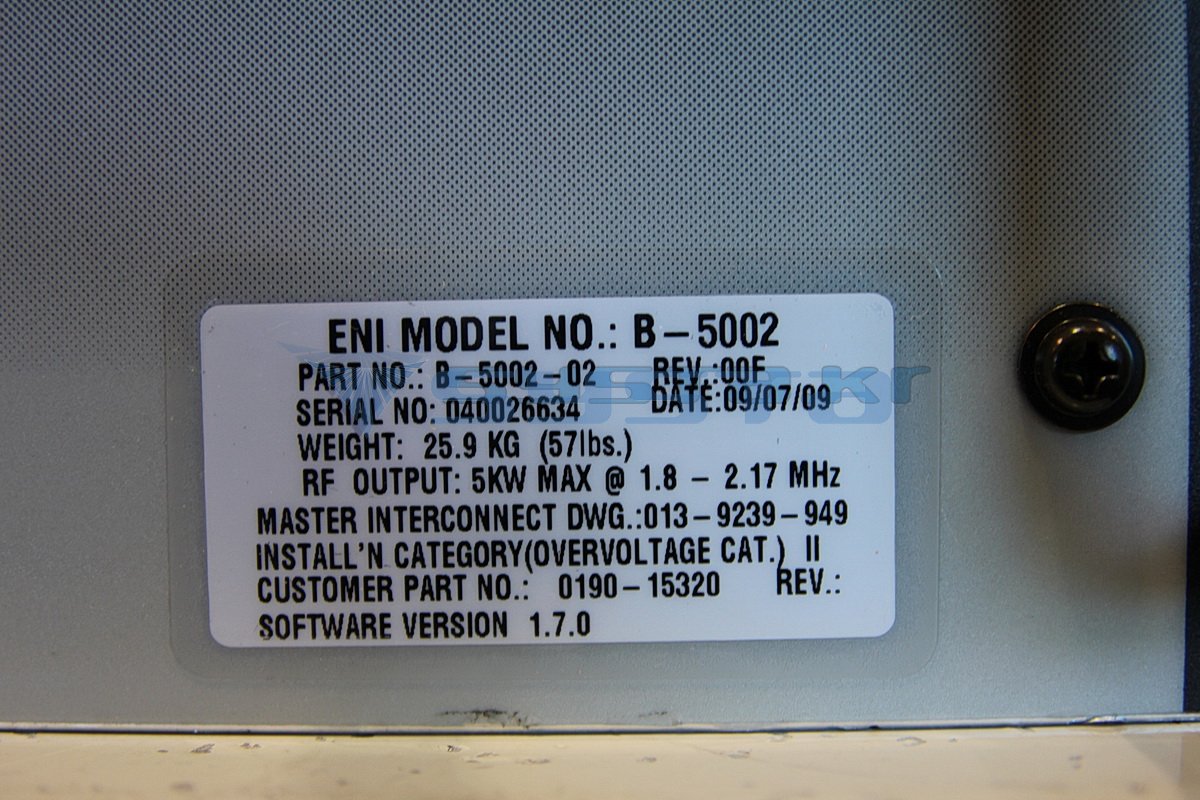 ENI MODEL NO.: B-5002
PART NO.: B-5002-02 REV.:00F
SERIAL NO: 040026634 DATE:09/07/09
WEIGHT: 25.9 KG (57lbs.)
RF OUTPUT: 5KW MAX @ 1.8 - 2.17 MHz
MASTER INTERCONNECT DWG.:013-9239-949
INSTALL'N CATEGORY(OVERVOLTAGE CAT.) II
CUSTOMER PART NO.: 0190-15320 REV.:
SOFTWARE VERSION 1.7.0